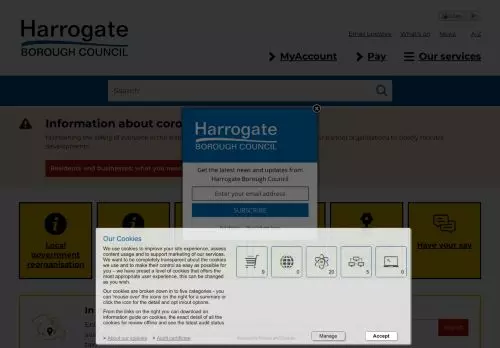 Harrogate
BOROUGH COUNCIL
Email updates What's on News A-Z
MyAccount Pay Our services
Search
Information about coro
Residents and businesses: what you need
Harrogate
BOROUGH COUNCIL
Get the latest news and updates from
Harrogate Borough Council
Enter your email address
SUBSCRIBE
Local
government
reorganisation
Have your say
Our Cookies
We use cookies to improve your site experience, assess
content usage and to support marketing of our services.
We want to be completely transparent about the cookies
we use and to make their control as easy as possible for
you – we have preset a level of cookies that offers the
most appropriate user experience, this can be changed
as you wish.
Our cookies are broken down in to five categories - you
can 'mouse over' the icons on the right for a summary or
click the icon for the detail and opt in/out options.
From the links on the right you can download an
information guide on cookies, the exact detail of all the
cookies for review offline and see the latest audit status
9 0 20 5 0
About our cookies Audit certificate
Manage Accept
In